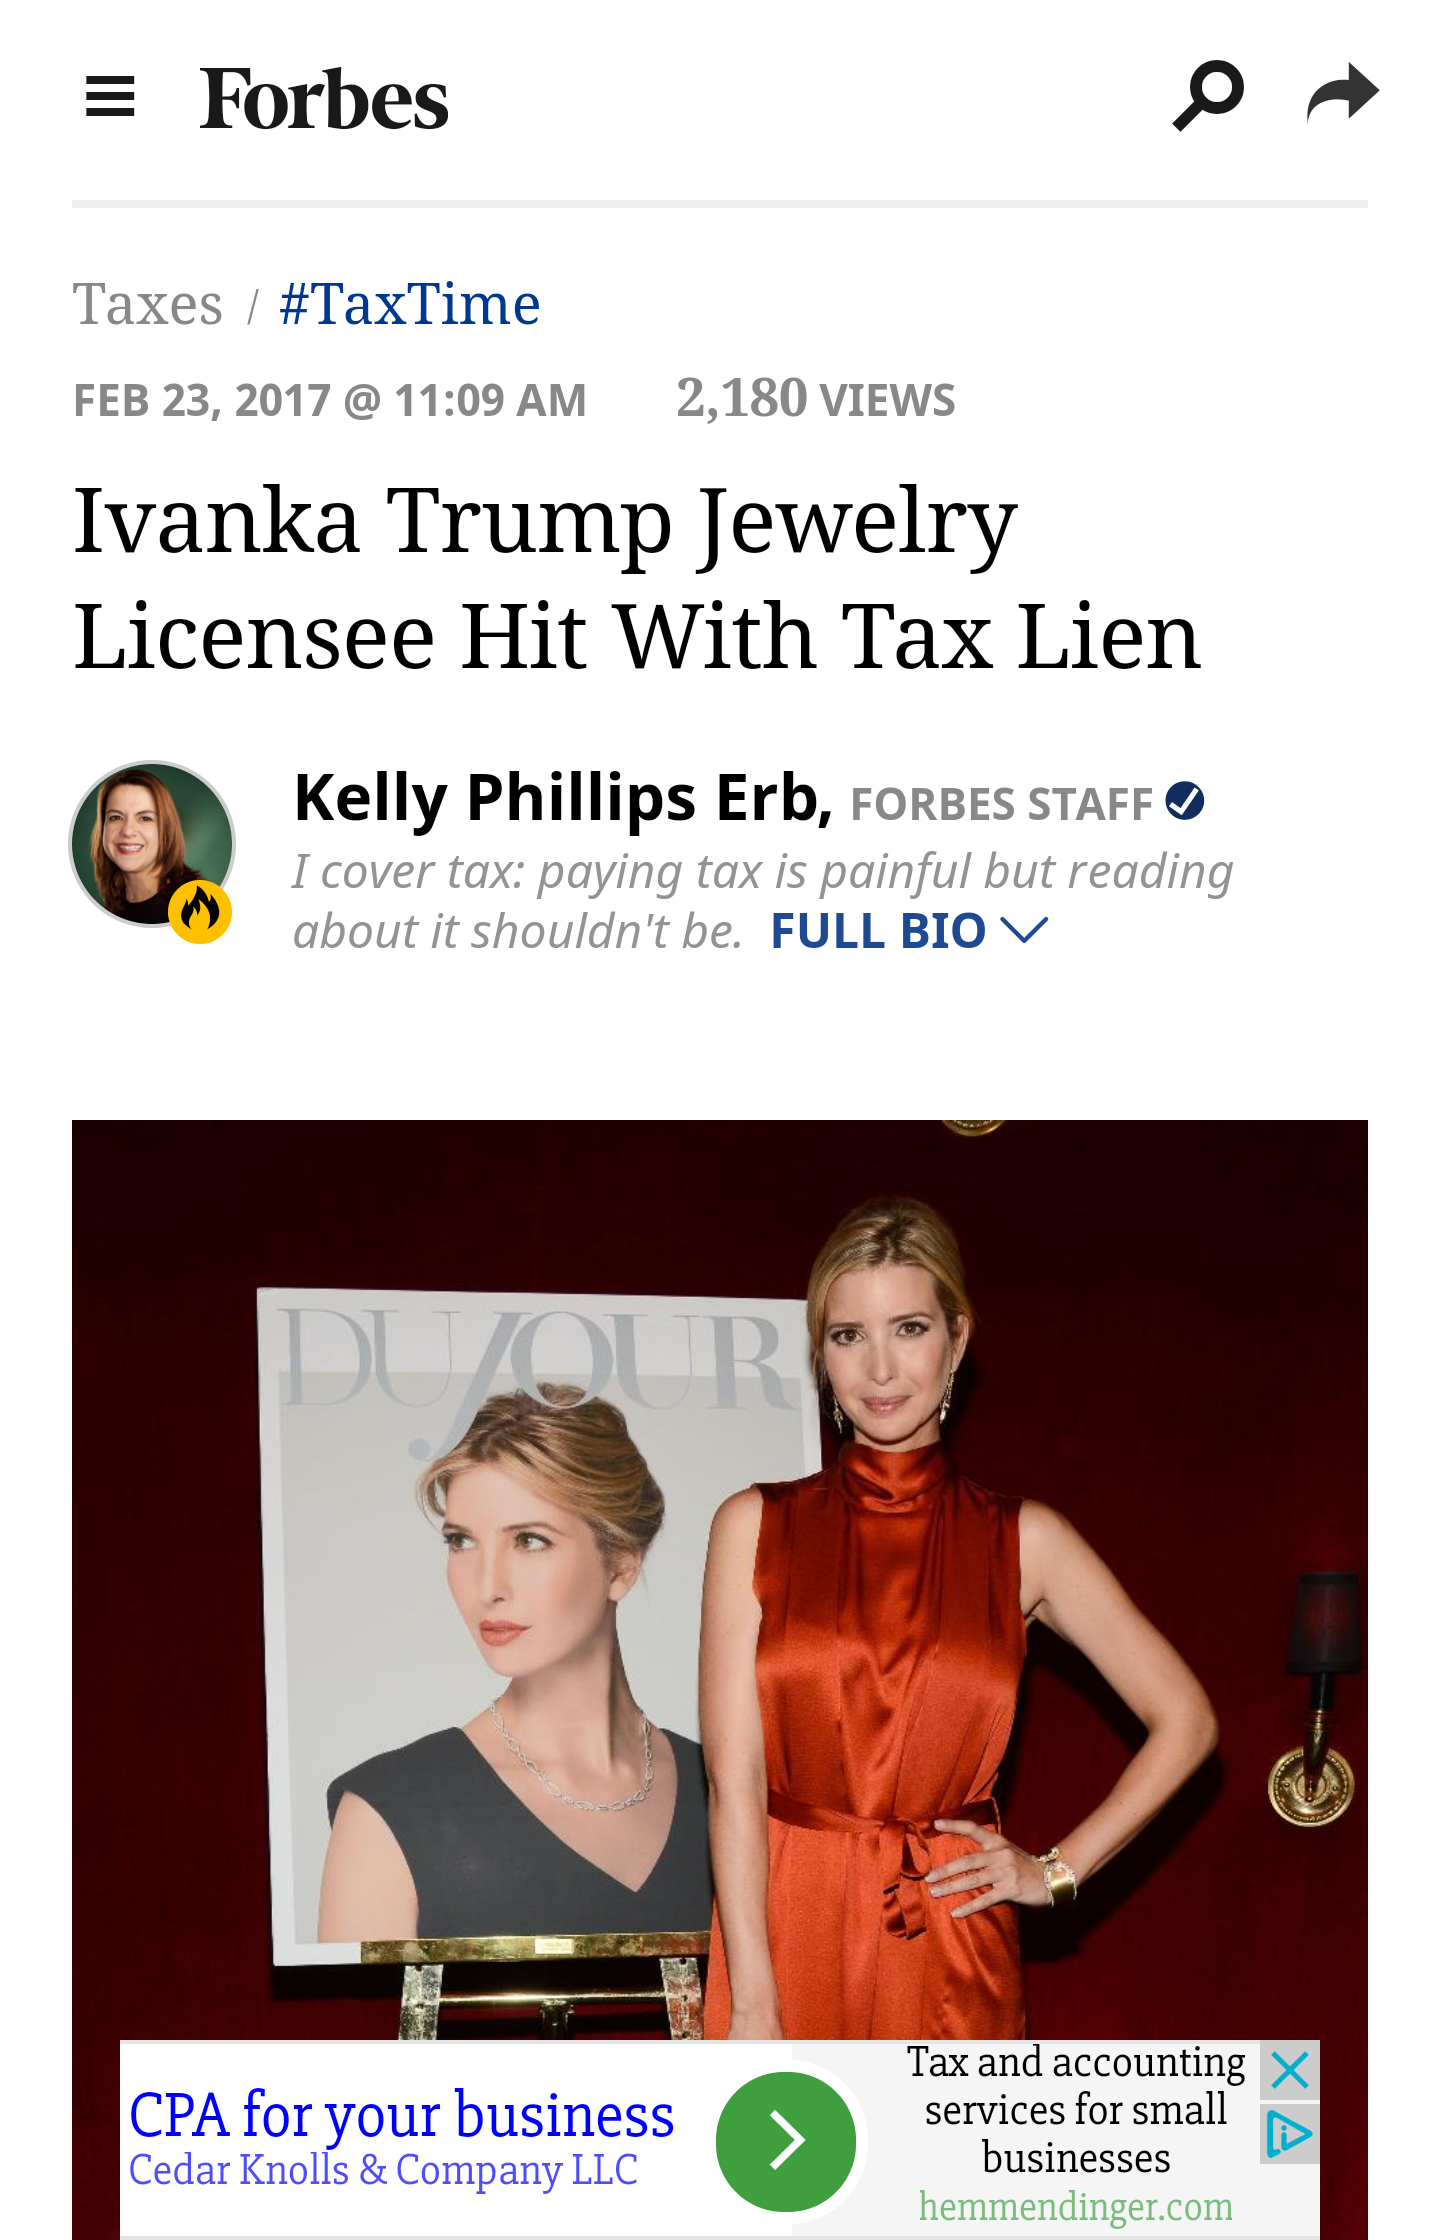 Forbes
Taxes / #TaxTime
FEB 23, 2017 @ 11:09 AM 2,180 VIEWS
Ivanka Trump Jewelry
Licensee Hit With Tax Lien
Kelly Phillips Erb, FORBES STAFF
I cover tax: paying tax is painful but reading
about it shouldn't be. FULL BIO
DUJOUR
CPA for your business
Cedar Knolls & Company LLC
Tax and accounting
services for small
businesses
hemmendinger.com